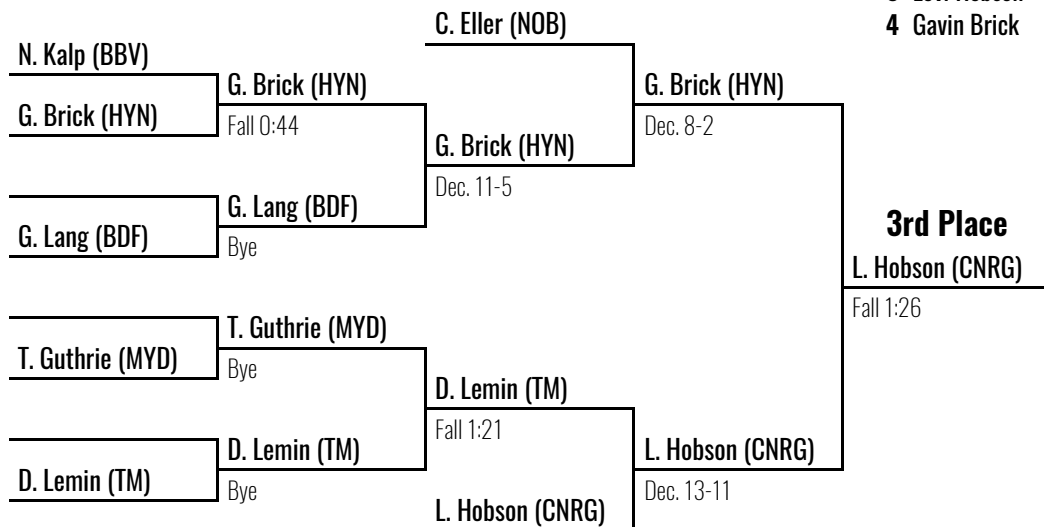 4 Gavin Brick
C. Eller (NOB)
N. Kalp (BBV)
G. Brick (HYN)
G. Brick (HYN)
G. Brick (HYN)
Fall 0:44
Dec. 8-2
G. Brick (HYN)
Dec. 11-5
G. Lang (BDF)
G. Lang (BDF)
Bye
3rd Place
L. Hobson (CNRG)
Fall 1:26
T. Guthrie (MYD)
T. Guthrie (MYD)
Bye
D. Lemin (TM)
Fall 1:21
D. Lemin (TM)
L. Hobson (CNRG)
D. Lemin (TM)
Bye
Dec. 13-11
L. Hobson (CNRG)